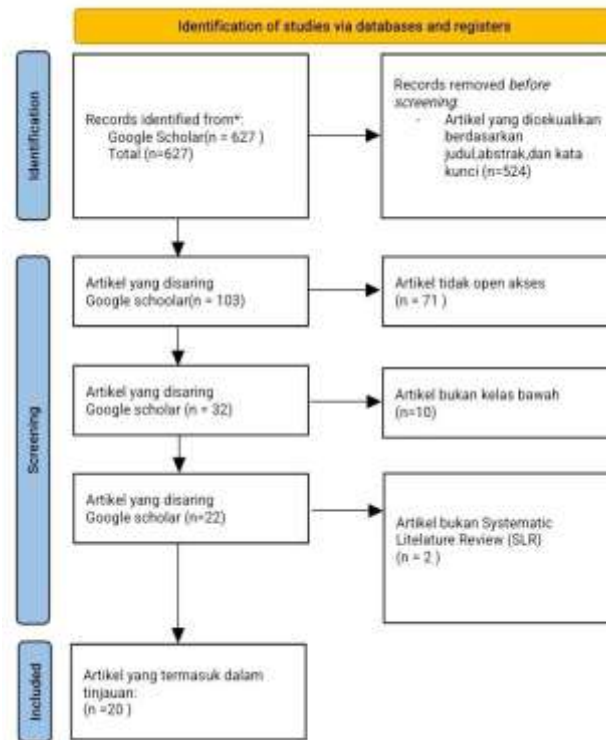 Identification of studies via databases and registers
Identification
Records identified from*:
Google Scholar(n = 627 )
Total (n=627)
Records removed before
screening:
- Artikel yang dicekualikan
berdasarkan
judul,abstrak,dan kata
kunci (n=524)
Screening
Artikel yang disaring
Google schoolar(n = 103)
Artikel tidak open akses
(n = 71 )
Artikel yang disaring
Google scholar (n = 32)
Artikel bukan kelas bawah
(n=10)
Artikel yang disaring
Google scholar (n=22)
Artikel bukan Systematic
Litelature Review (SLR)
(n = 2 )
Included
Artikel yang termasuk dalam
tinjauan:
(n =20 )